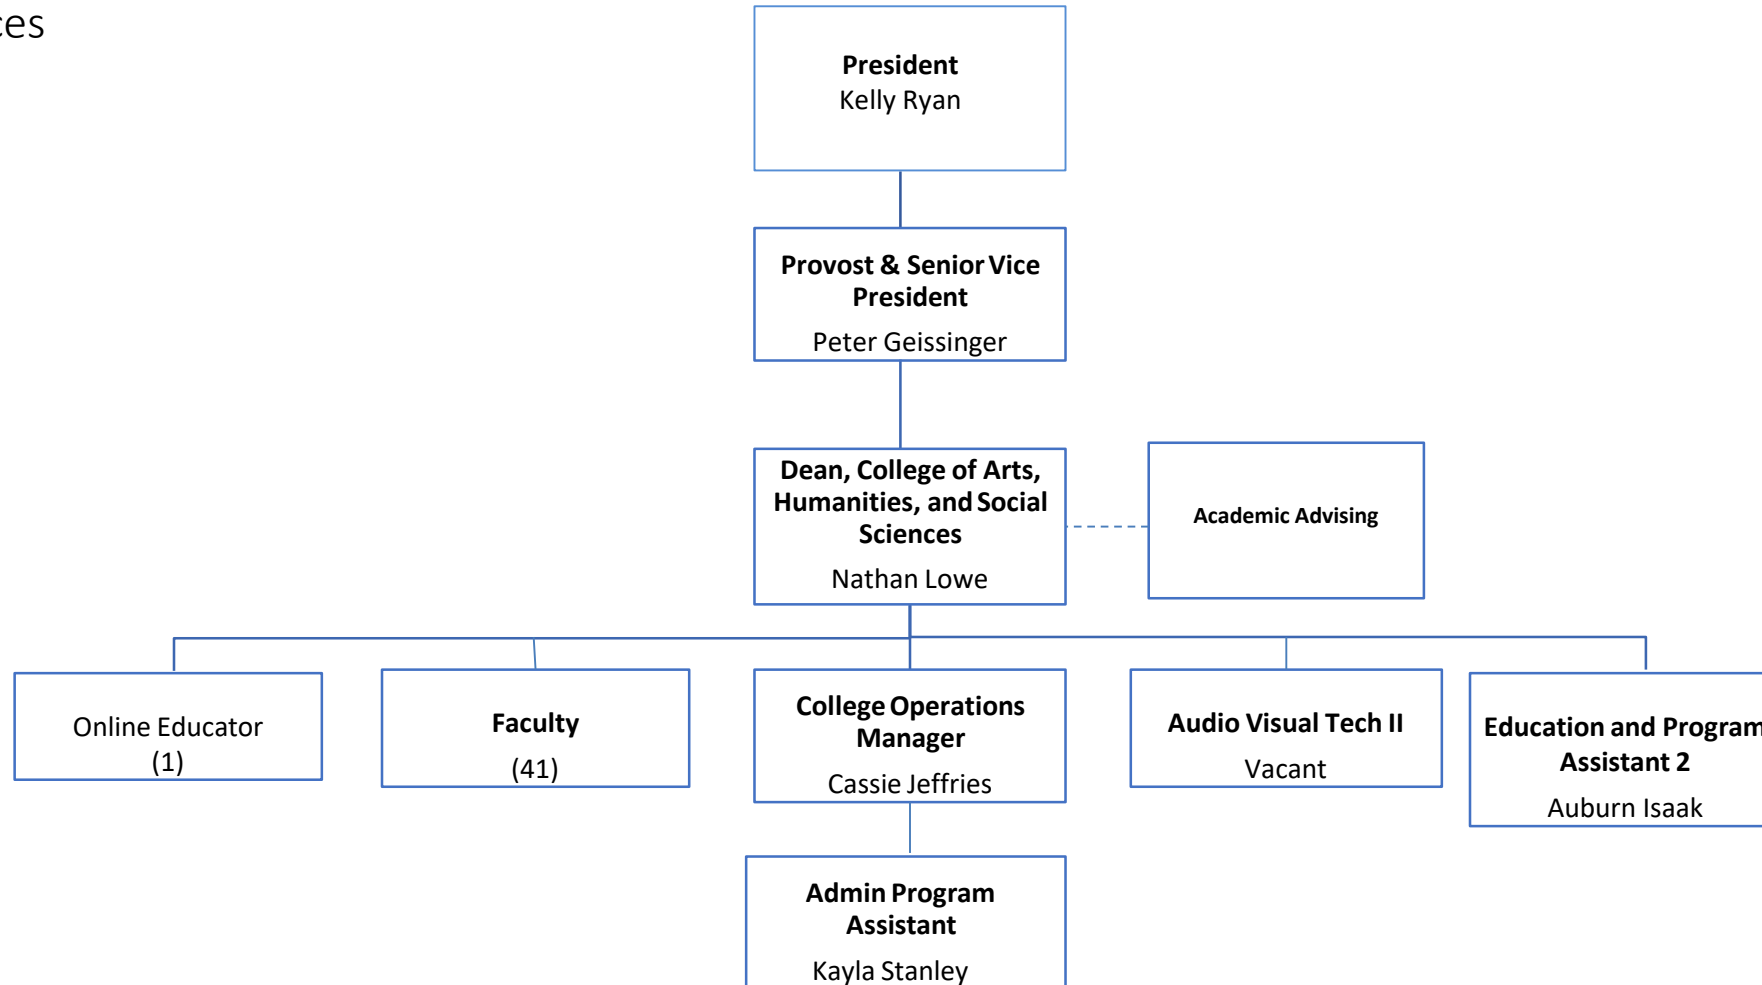 ces
President
Kelly Ryan
Provost & Senior Vice
President
Peter Geissinger
Dean, College of Arts,
Humanities, and Social
Sciences
Nathan Lowe
Academic Advising
Online Educator
(1)
Faculty
(41)
College Operations
Manager
Cassie Jeffries
Audio Visual Tech II
Vacant
Education and Program
Assistant 2
Auburn Isaak
Admin Program
Assistant
Kayla Stanley